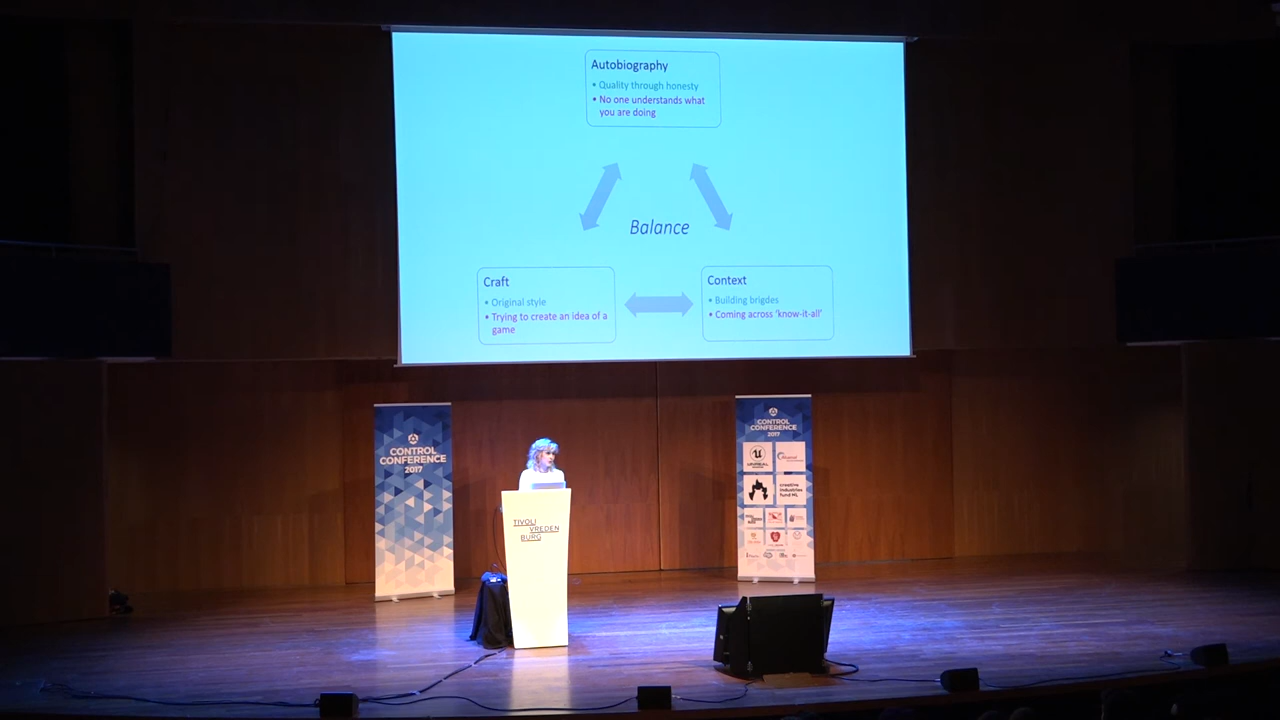 Autobiography
• Quality through honesty
• No one understands what
you are doing
Balance
Craft
• Original style
• Trying to create an idea of a
game
Context
• Building brigdes
• Coming across 'know-it-all'
CONTROL
CONFERENCE
2017
CONTROL
CONFERENCE
2017
UNREAL
creative
industries
fund NL
TIVOLI
VREDEN
BURG